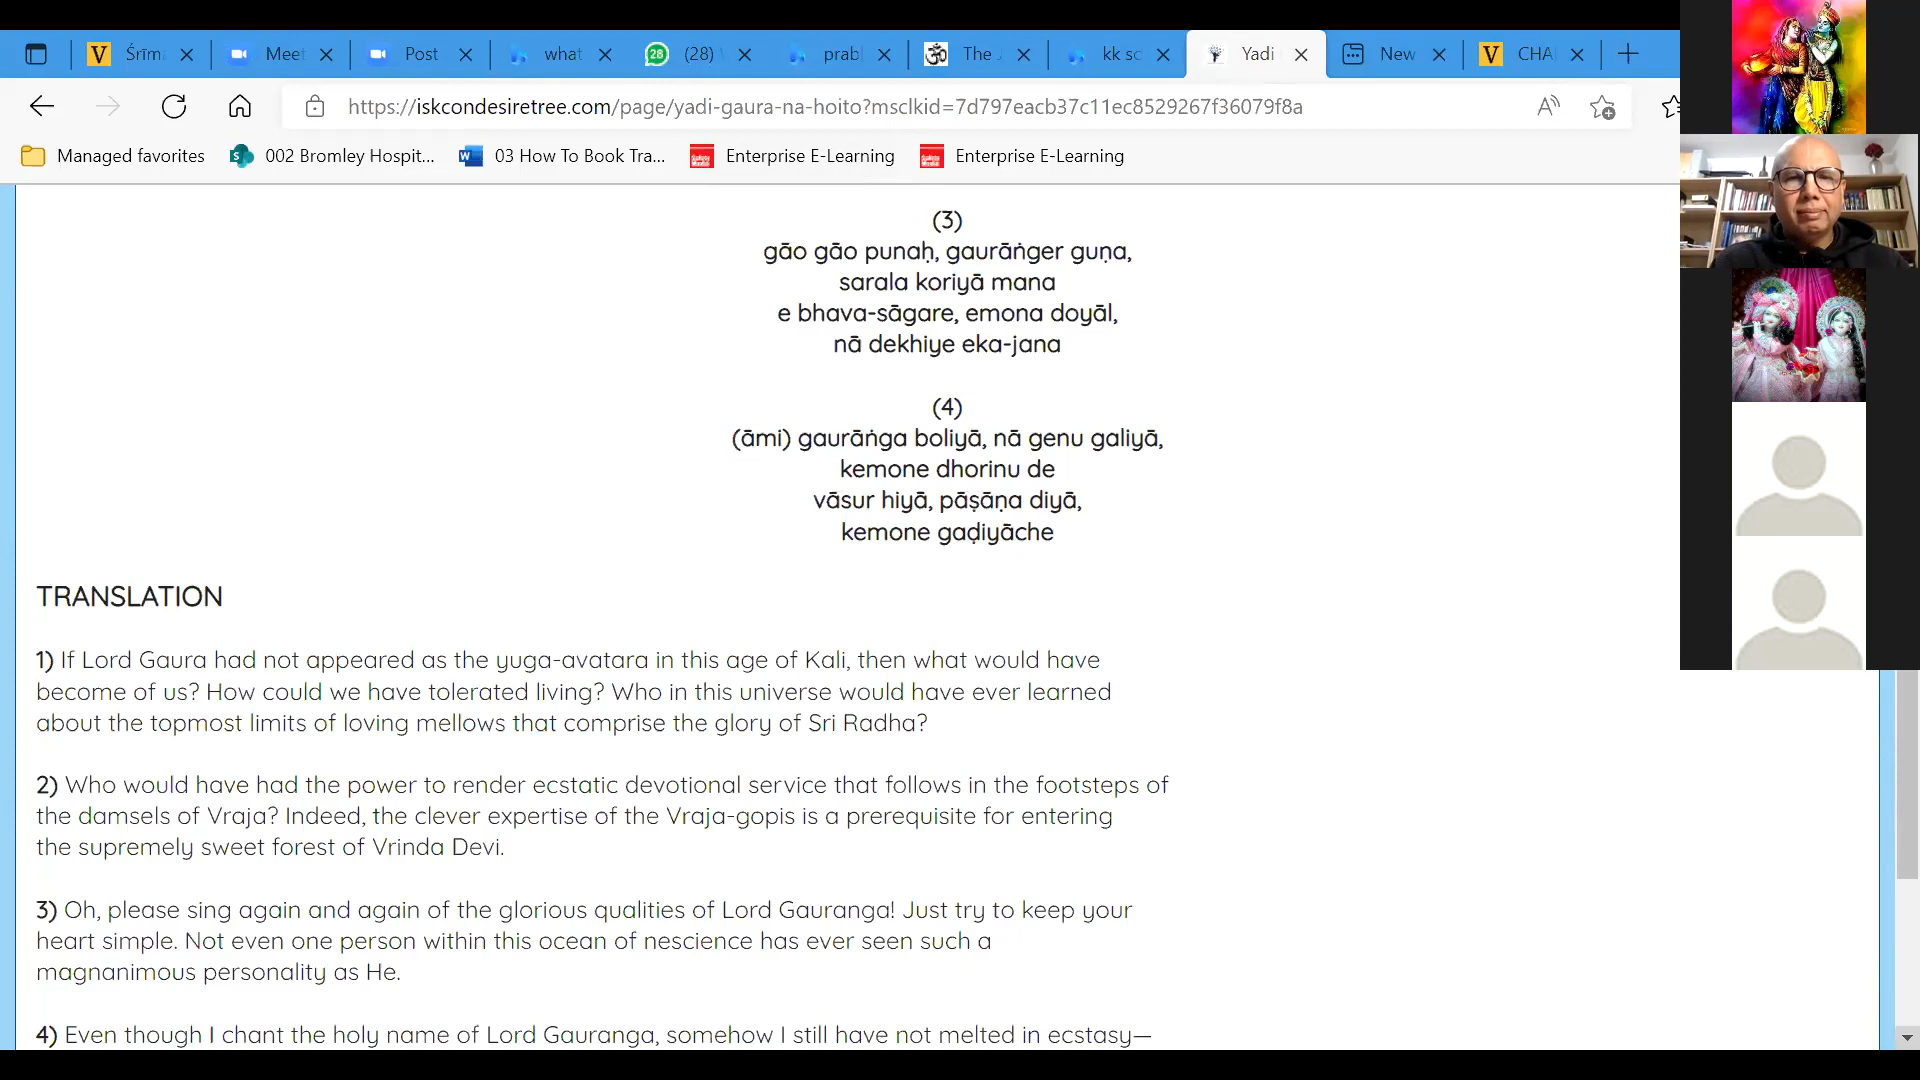 Śrīm
Meet
Post
what
28
(28)
prab
The
kk sc
Yadi
New
CHA
https://iskcondesiretree.com/page/yadi-gaura-na-hoito?msclkid=7d797eacb37c11ec8529267f36079f8a
Managed favorites
002 Bromley Hospit...
03 How To Book Tra...
Enterprise E-Learning
Enterprise E-Learning
(3)
gāo gāo punaḥ, gaurāṅger guṇa,
sarala koriyā mana
e bhava-sāgare, emona doyāl,
nā dekhiye eka-jana
(4)
(āmi) gaurāṅga boliyā, nā genu galiyā,
kemone dhorinu de
vāsur hiyā, pāṣāṇa diyā,
kemone gaḍiyāche
TRANSLATION
1) If Lord Gaura had not appeared as the yuga-avatara in this age of Kali, then what would have
become of us? How could we have tolerated living? Who in this universe would have ever learned
about the topmost limits of loving mellows that comprise the glory of Sri Radha?
2) Who would have had the power to render ecstatic devotional service that follows in the footsteps of
the damsels of Vraja? Indeed, the clever expertise of the Vraja-gopis is a prerequisite for entering
the supremely sweet forest of Vrinda Devi.
3) Oh, please sing again and again of the glorious qualities of Lord Gauranga! Just try to keep your
heart simple. Not even one person within this ocean of nescience has ever seen such a
magnanimous personality as He.
4) Even though I chant the holy name of Lord Gauranga, somehow I still have not melted in ecstasy—